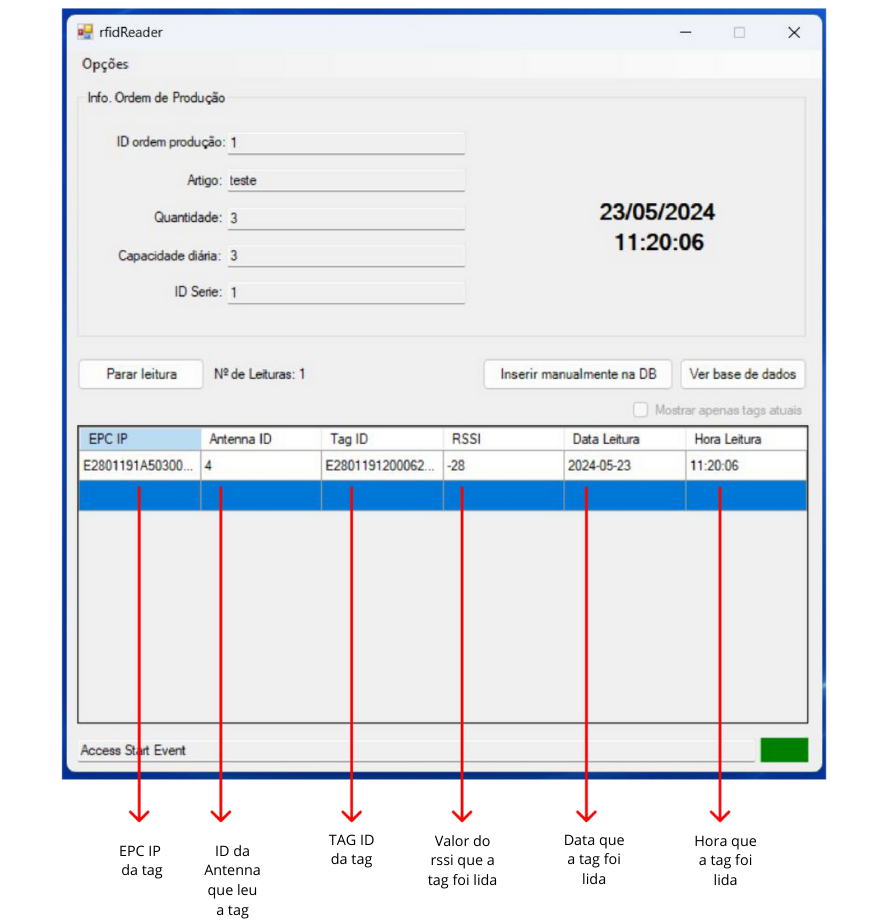 rfidReader
Opções
Info. Ordem de Produção
ID ordem produção: 1
Artigo: teste
Quantidade: 3
Capacidade diária: 3
ID Serie: 1
23/05/2024
11:20:06
Parar leitura Nº de Leituras: 1 Inserir manualmente na DB Ver base de dados
Mostrar apenas tags atuais
EPC IP Antenna ID Tag ID RSSI Data Leitura Hora Leitura
E2801191A50300... 4 E2801191200062... -28 2024-05-23 11:20:06
Access Start Event
EPC IP
da tag
ID da
Antenna
que leu
a tag
TAG ID
da tag
Valor do
rssi que a
tag foi lida
Data que
a tag foi
lida
Hora que
a tag foi
lida